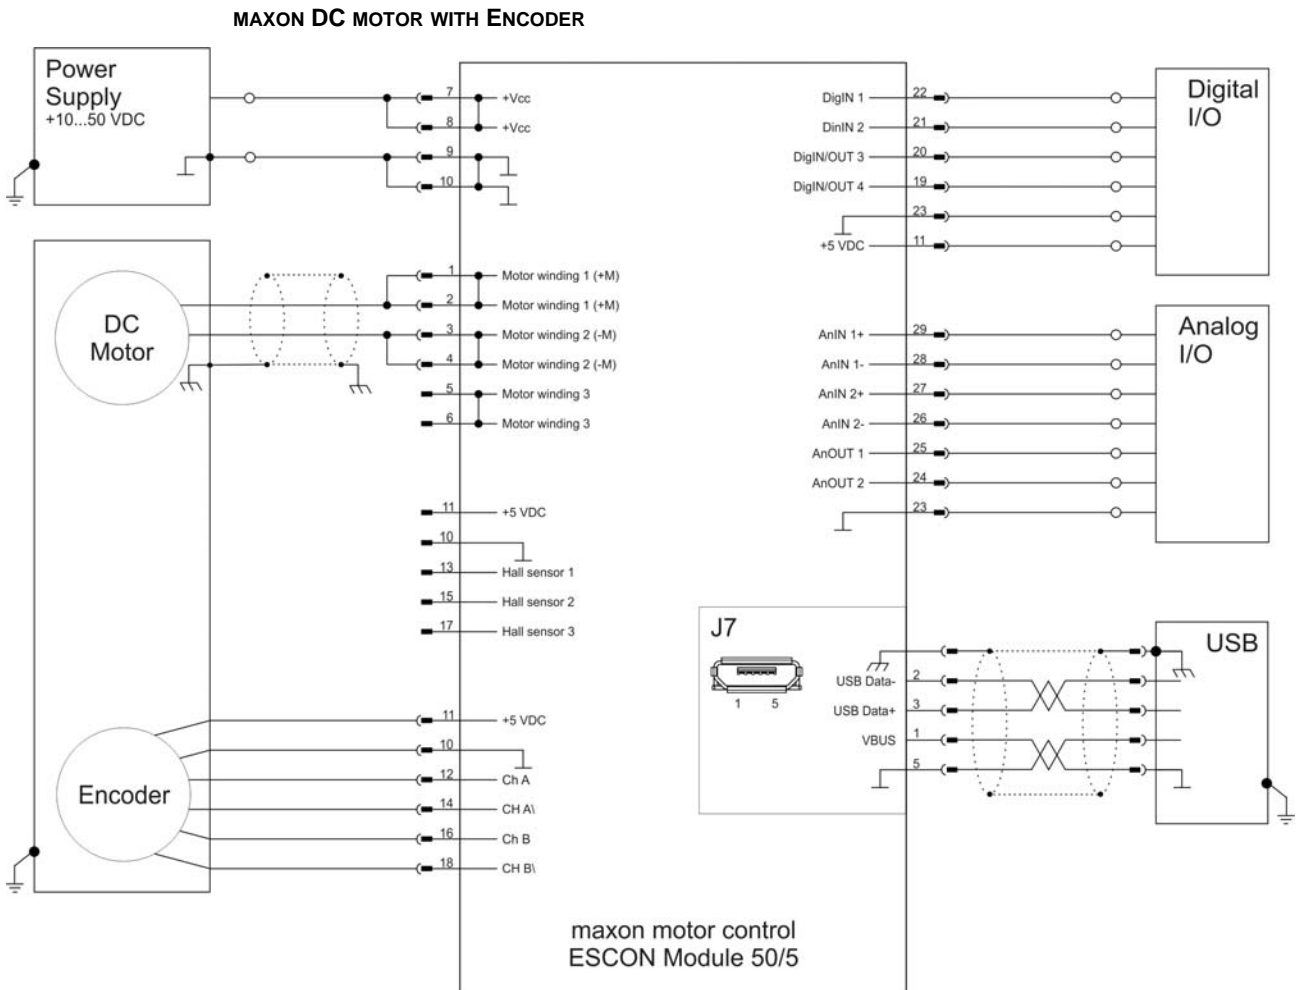 MAXON DC MOTOR WITH ENCODER
Power
Supply
+10...50 VDC
7 +Vcc
8 +Vcc
9
10
DC
Motor
1 Motor winding 1 (+M)
2 Motor winding 1 (+M)
3 Motor winding 2 (-M)
4 Motor winding 2 (-M)
5 Motor winding 3
6 Motor winding 3
11 +5 VDC
10
13 Hall sensor 1
15 Hall sensor 2
17 Hall sensor 3
Encoder
11 +5 VDC
10
12 Ch A
14 CH A\
16 Ch B
18 CH B\
DigIN 1 22
DinIN 2 21
DigIN/OUT 3 20
DigIN/OUT 4 19
23
+5 VDC 11
Digital
I/O
AnIN 1+ 29
AnIN 1- 28
AnIN 2+ 27
AnIN 2- 26
AnOUT 1 25
AnOUT 2 24
23
Analog
I/O
J7
1 5
USB Data- 2
USB Data+ 3
VBUS 1
5
USB
maxon motor control
ESCON Module 50/5